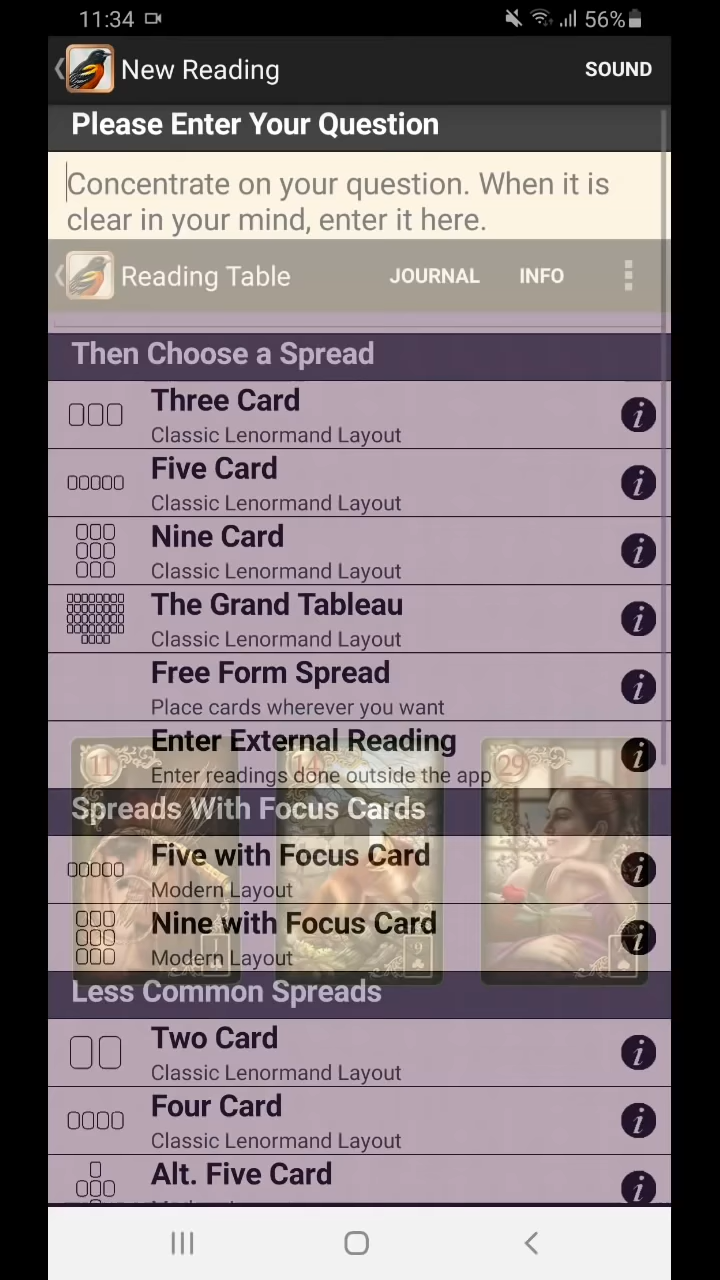 11:34 56%
New Reading SOUND
Please Enter Your Question
Concentrate on your question. When it is
clear in your mind, enter it here.
Reading Table JOURNAL INFO
Then Choose a Spread
Three Card
Classic Lenormand Layout
Five Card
Classic Lenormand Layout
Nine Card
Classic Lenormand Layout
The Grand Tableau
Classic Lenormand Layout
Free Form Spread
Place cards wherever you want
Enter External Reading
11 14 29
Enter readings done outside the app
Spreads With Focus Cards
Five with Focus Card
Modern Layout
Nine with Focus Card
Modern Layout
Less Common Spreads
Two Card
Classic Lenormand Layout
Four Card
Classic Lenormand Layout
Alt. Five Card